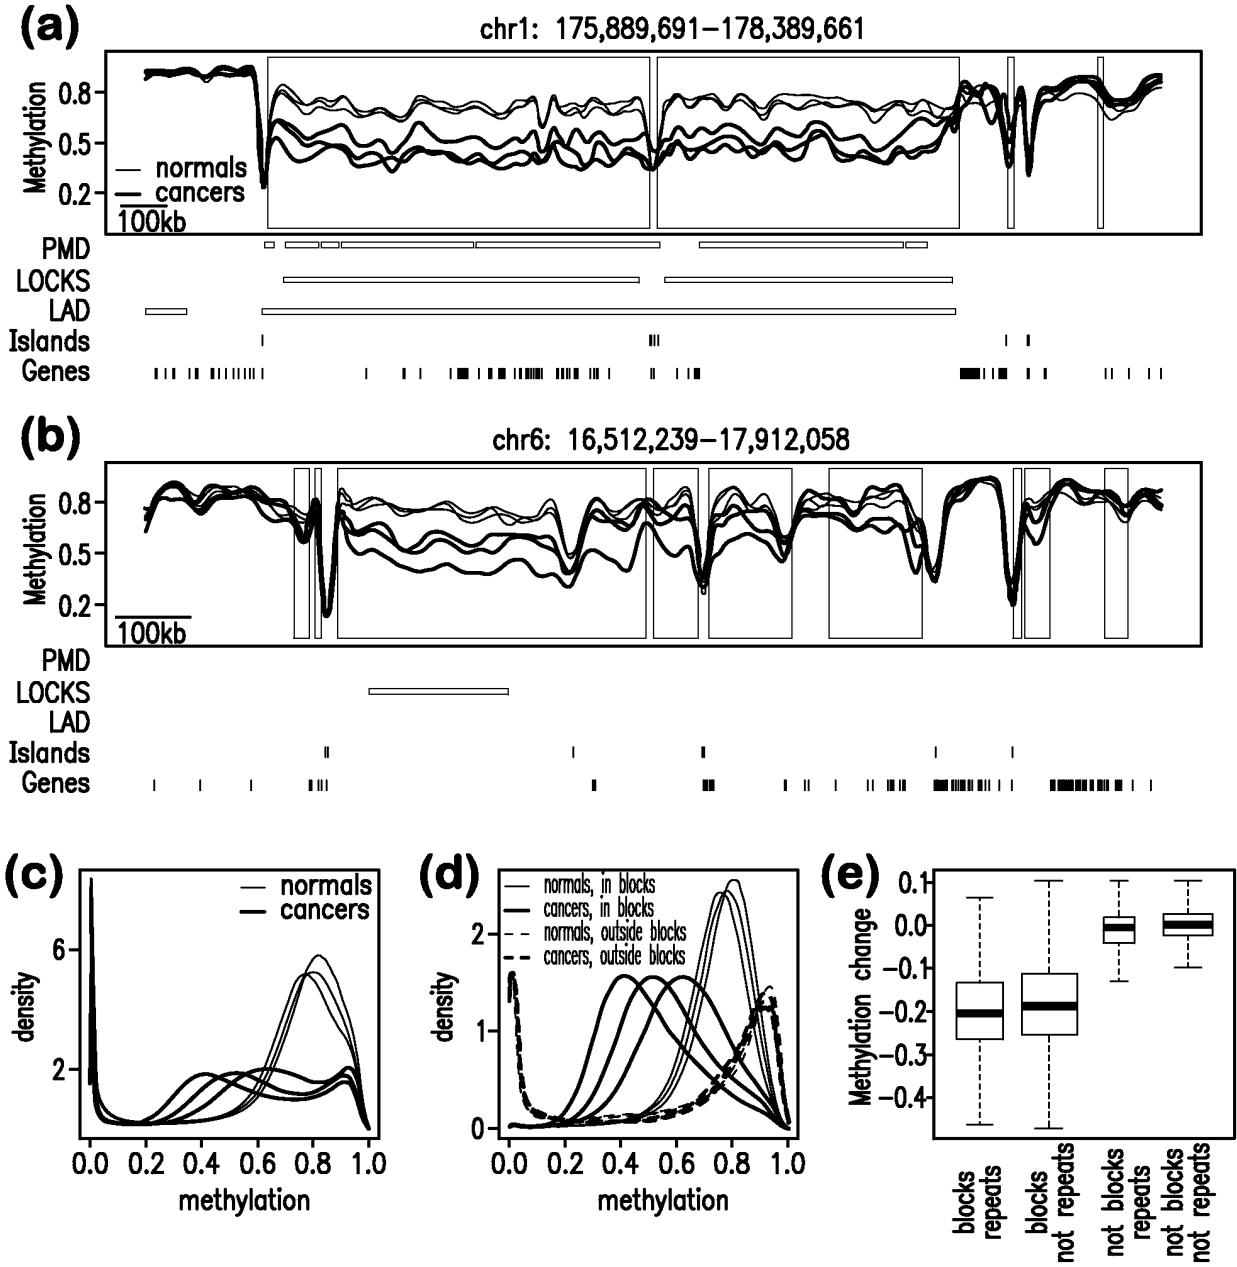 (a)
chr1: 175,889,691−178,389,661
Methylation
0.8
0.5
0.2
normals
cancers
100kb
PMD
LOCKS
LAD
Islands
Genes
(b)
chr6: 16,512,239−17,912,058
Methylation
0.8
0.5
0.2
100kb
PMD
LOCKS
LAD
Islands
Genes
(c)
normals
cancers
density
6
2
0.0 0.2 0.4 0.6 0.8 1.0
methylation
(d)
normals, in blocks
cancers, in blocks
normals, outside blocks
cancers, outside blocks
density
2
1
0
0.0 0.2 0.4 0.6 0.8 1.0
methylation
(e)
Methylation change
0.1
0.0
−0.1
−0.2
−0.3
−0.4
blocks
repeats
blocks
not repeats
not blocks
repeats
not blocks
not repeats